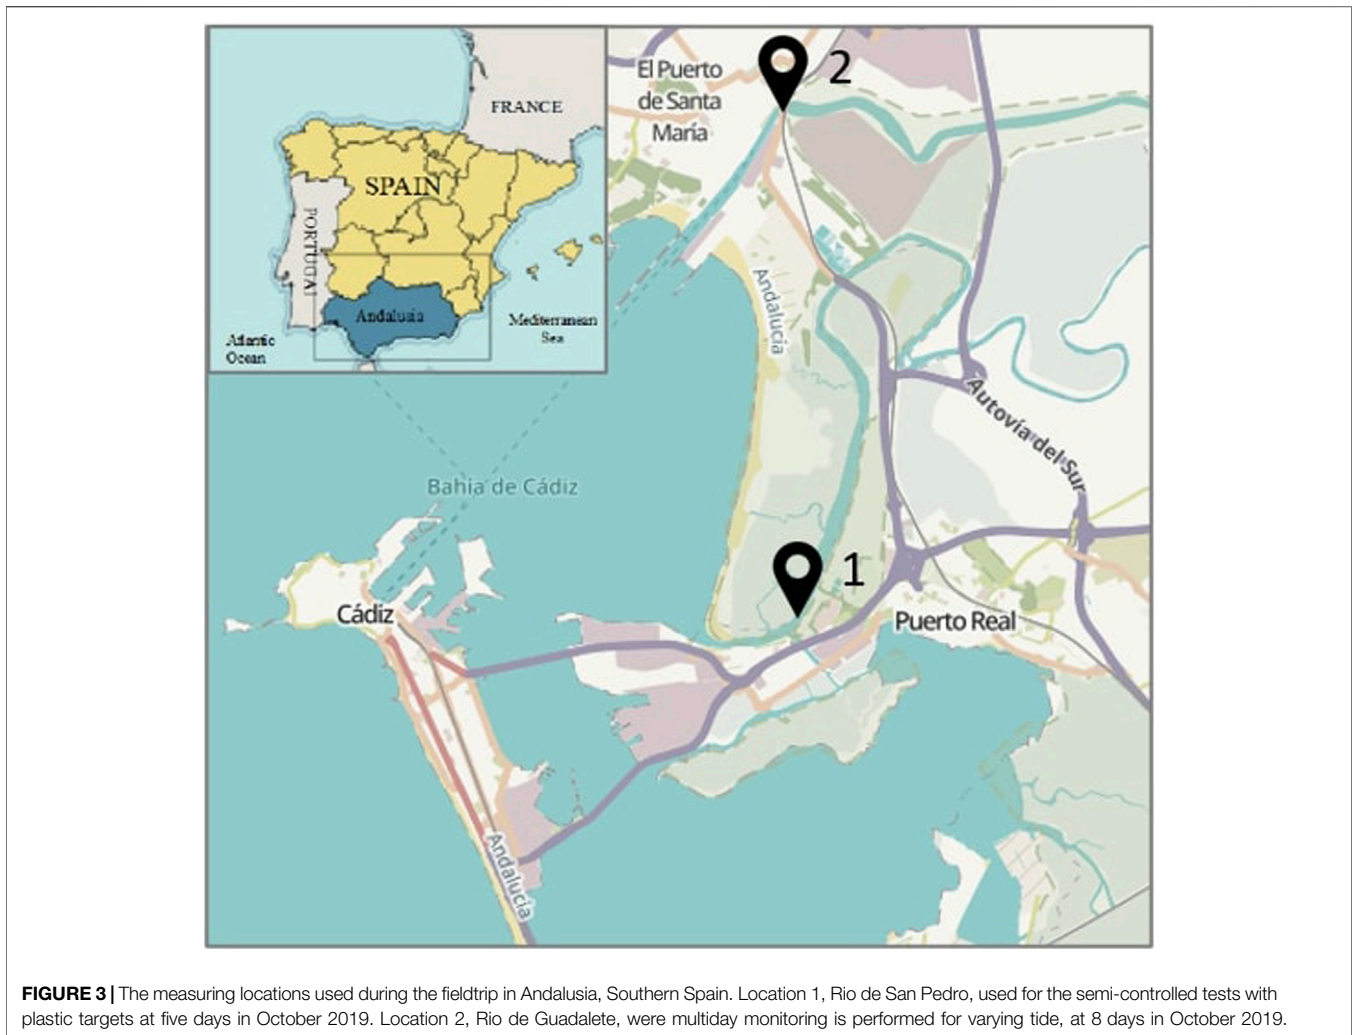 FRANCE
SPAIN
PORTUGAL
Andalusia
Atlantic
Ocean
Mediterranean
Sea
El Puerto
de Santa
María
2
Andalucía
Autovía del Sur
Bahía de Cádiz
1
Cádiz
Puerto Real
Andalucía
FIGURE 3 | The measuring locations used during the fieldtrip in Andalusia, Southern Spain. Location 1, Rio de San Pedro, used for the semi-controlled tests with
plastic targets at five days in October 2019. Location 2, Rio de Guadalete, were multiday monitoring is performed for varying tide, at 8 days in October 2019.